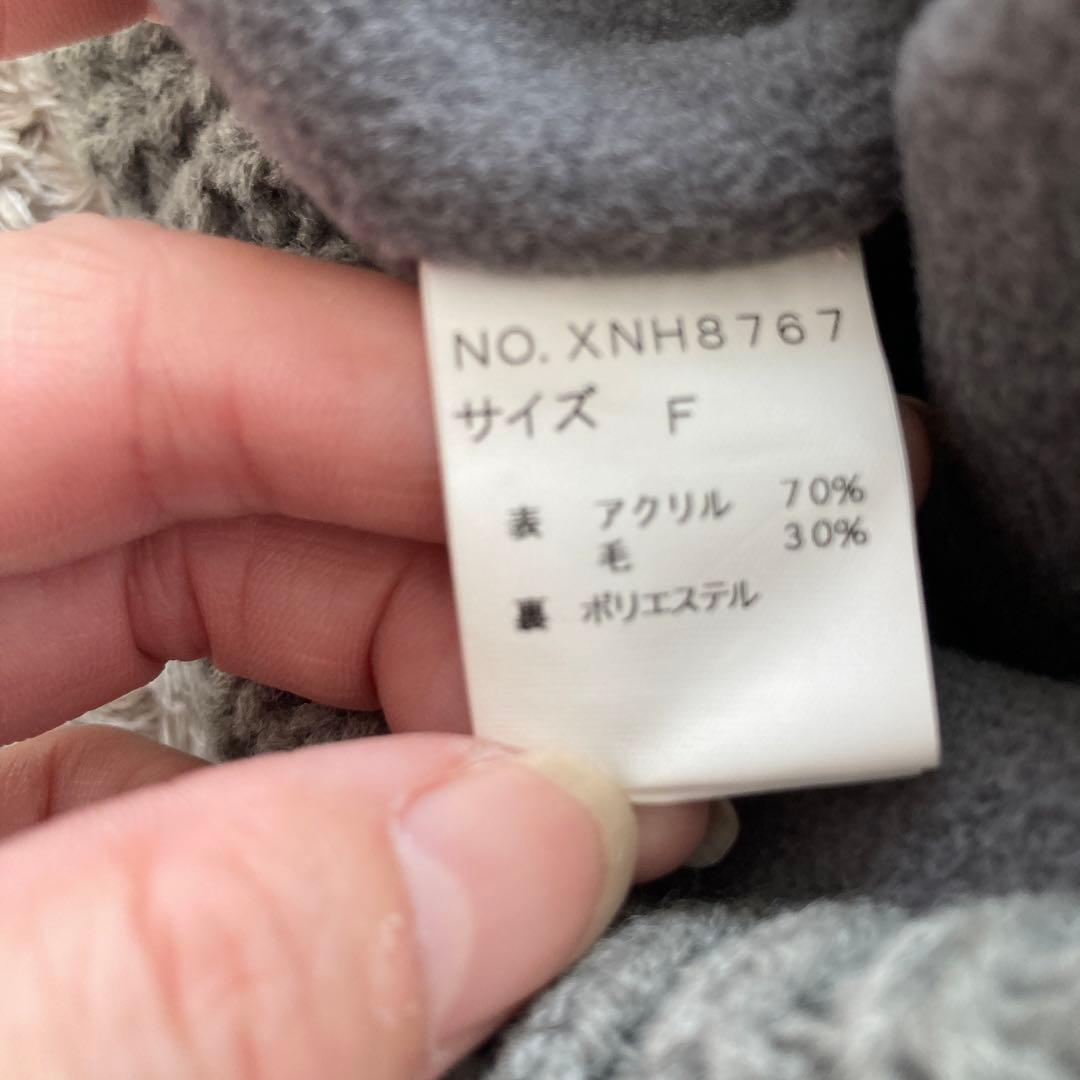 NO. XNH8767
サイズ F
表 アクリル 70%
毛 30%
裏 ポリエステル